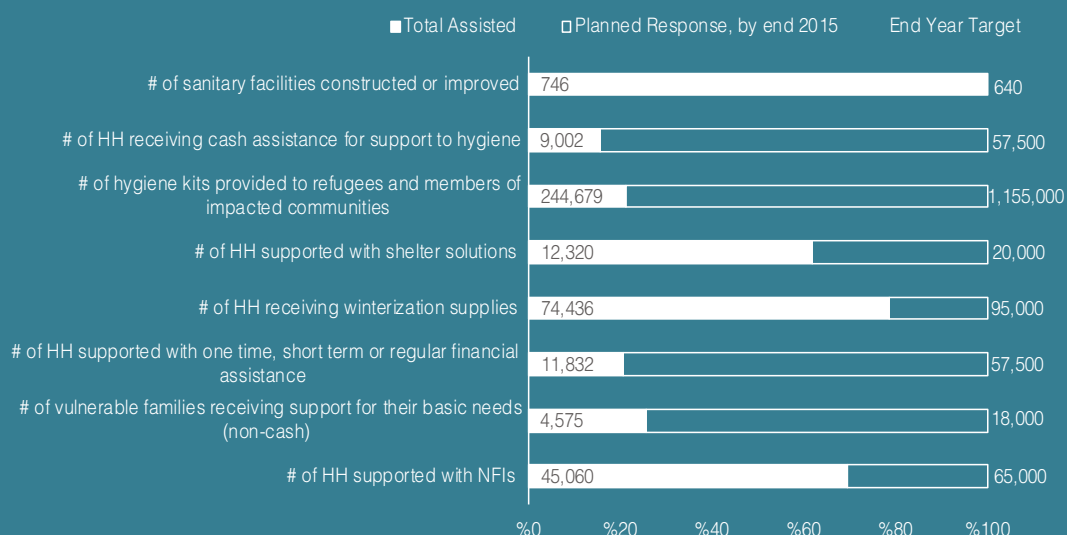 Total Assisted Planned Response, by end 2015 End Year Target
# of sanitary facilities constructed or improved 746 640
# of HH receiving cash assistance for support to hygiene 9,002 57,500
# of hygiene kits provided to refugees and members of
impacted communities 244,679 1,155,000
# of HH supported with shelter solutions 12,320 20,000
# of HH receiving winterization supplies 74,436 95,000
# of HH supported with one time, short term or regular financial
assistance 11,832 57,500
# of vulnerable families receiving support for their basic needs
(non-cash) 4,575 18,000
# of HH supported with NFIs 45,060 65,000
%0 %20 %40 %60 %80 %100